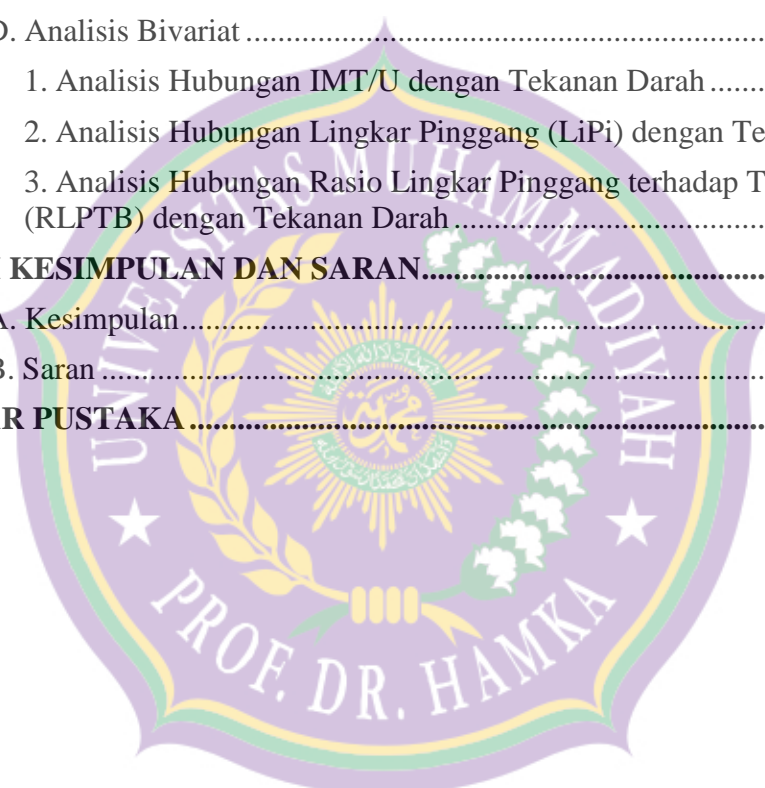 D. Analisis Bivariat
1. Analisis Hubungan IMT/U dengan Tekanan Darah
2. Analisis Hubungan Lingkar Pinggang (LiPi) dengan Te
3. Analisis Hubungan Rasio Lingkar Pinggang terhadap T
(RLPTB) dengan Tekanan Darah
KESIMPULAN DAN SARAN
A. Kesimpulan
B. Saran
R PUSTAKA
UNIVERSITAS MUHAMMADIYAH
PROF. DR. HAMKA
محمد